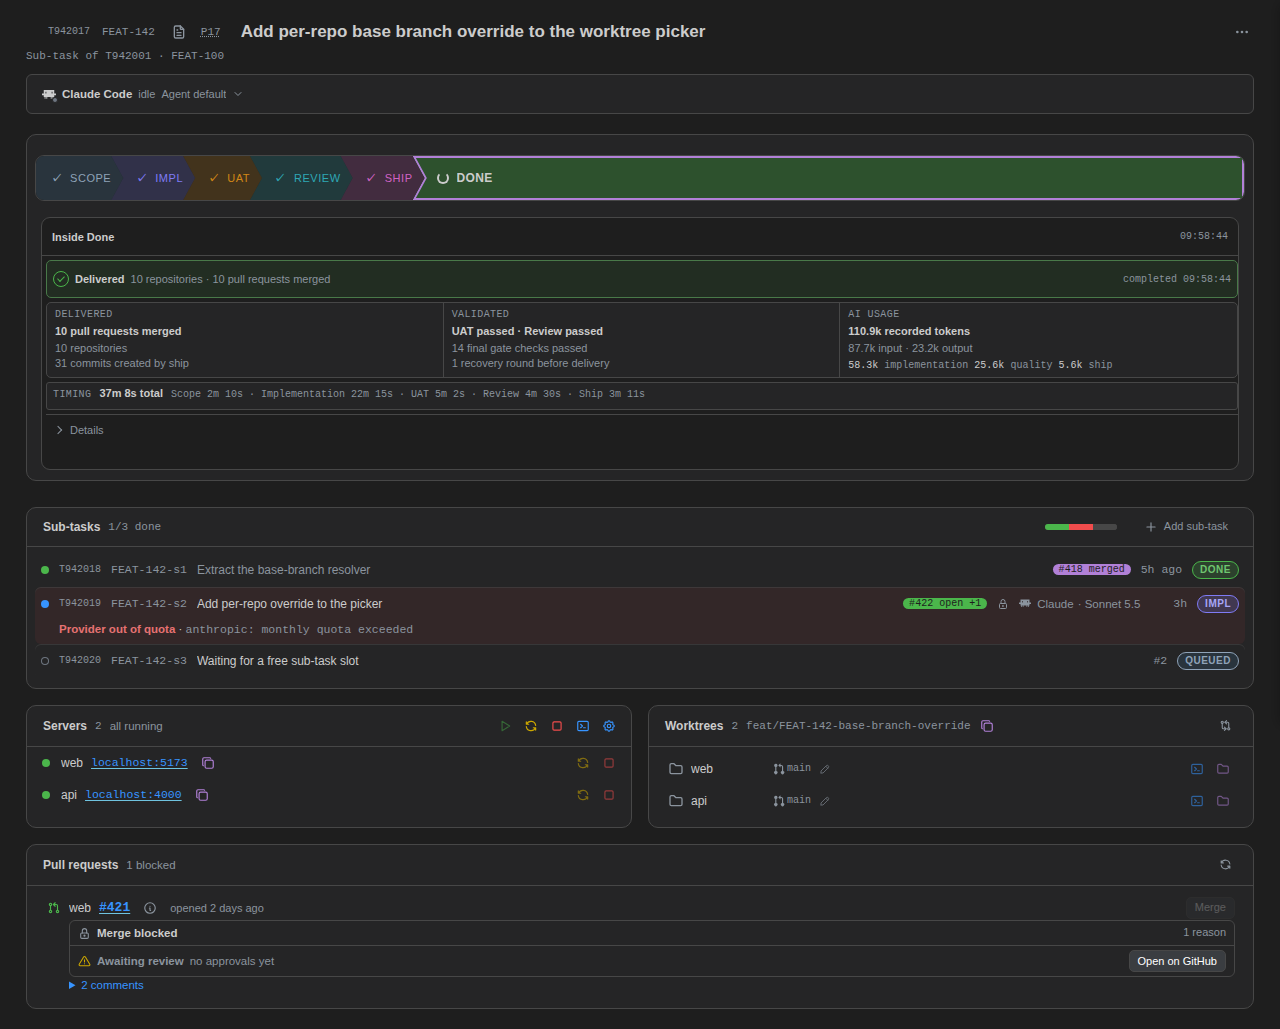 T942017 FEAT-142 P17 Add per-repo base branch override to the worktree picker
Sub-task of T942001 · FEAT-100
Claude Code idle Agent default
SCOPE IMPL UAT REVIEW SHIP DONE
Inside Done 09:58:44
Delivered 10 repositories · 10 pull requests merged completed 09:58:44
DELIVERED VALIDATED AI USAGE
10 pull requests merged UAT passed · Review passed 110.9k recorded tokens
10 repositories 14 final gate checks passed 87.7k input · 23.2k output
31 commits created by ship 1 recovery round before delivery 58.3k implementation 25.6k quality 5.6k ship
TIMING 37m 8s total Scope 2m 10s · Implementation 22m 15s · UAT 5m 2s · Review 4m 30s · Ship 3m 11s
Details
Sub-tasks 1/3 done Add sub-task
T942018 FEAT-142-s1 Extract the base-branch resolver #418 merged 5h ago DONE
T942019 FEAT-142-s2 Add per-repo override to the picker #422 open +1 Claude · Sonnet 5.5 3h IMPL
Provider out of quota · anthropic: monthly quota exceeded
T942020 FEAT-142-s3 Waiting for a free sub-task slot #2 QUEUED
Servers 2 all running
web localhost:5173
api localhost:4000
Worktrees 2 feat/FEAT-142-base-branch-override
web main
api main
Pull requests 1 blocked
web #421 opened 2 days ago Merge
Merge blocked 1 reason
Awaiting review no approvals yet Open on GitHub
2 comments